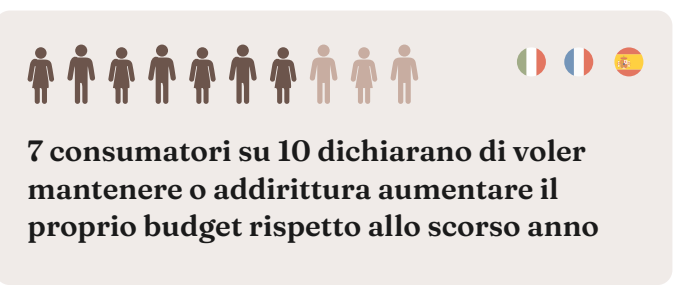 7 consumatori su 10 dichiarano di voler
mantenere o addirittura aumentare il
proprio budget rispetto allo scorso anno